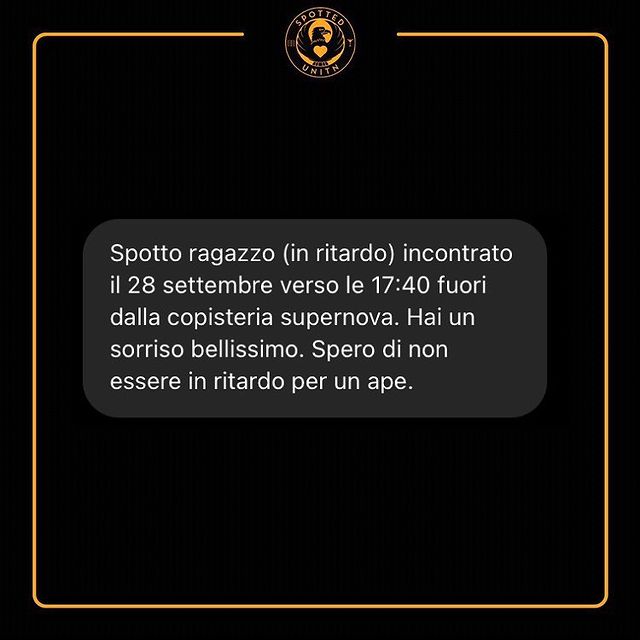 SPOTTED
UNITN
Spotto ragazzo (in ritardo) incontrato
il 28 settembre verso le 17:40 fuori
dalla copisteria supernova. Hai un
sorriso bellissimo. Spero di non
essere in ritardo per un ape.